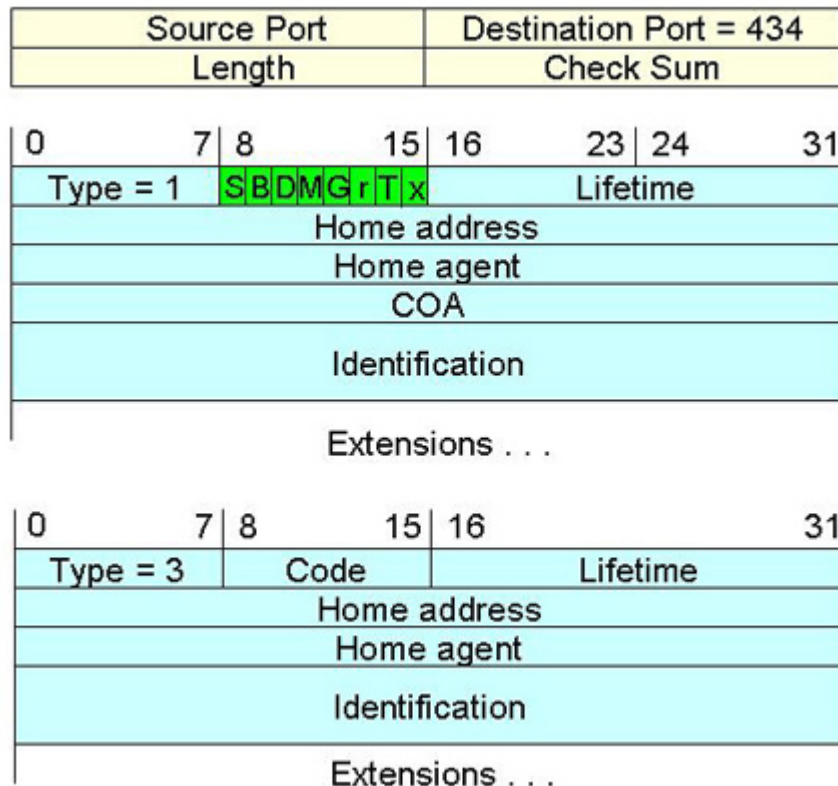 Source Port Destination Port = 434
Length Check Sum
0 7 8 15 16 23 24 31
Type = 1 S B D M G r T x Lifetime
Home address
Home agent
COA
Identification
Extensions . . .
0 7 8 15 16 31
Type = 3 Code Lifetime
Home address
Home agent
Identification
Extensions . . .